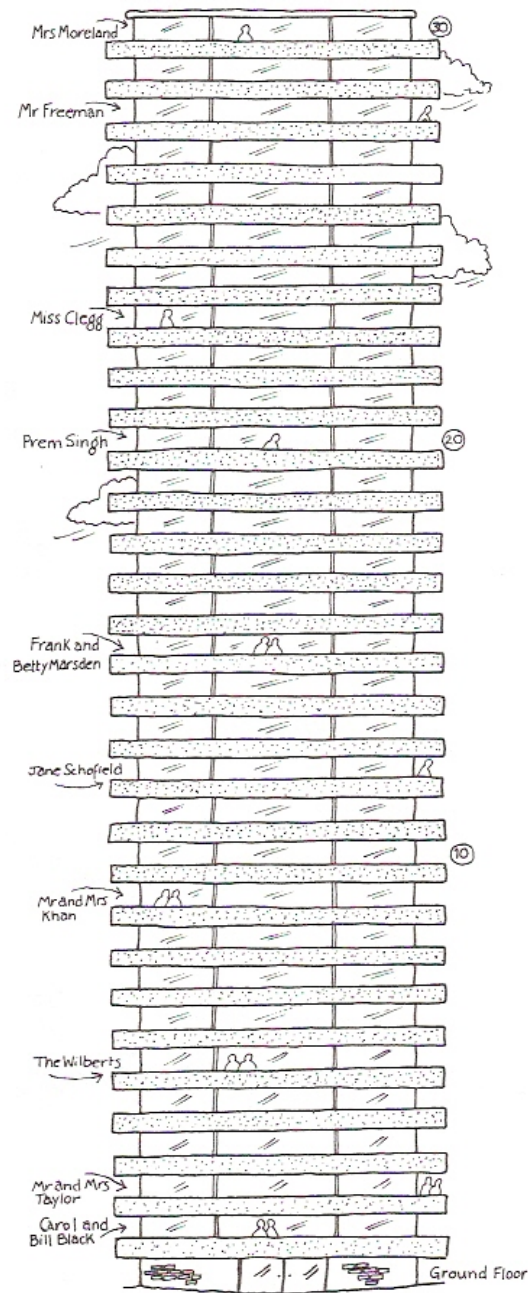 Mrs Moreland
30
Mr Freeman
Miss Clegg
Prem Singh
20
Frank and
Betty Marsden
Jane Schofield
10
Mr and Mrs
Khan
The Wilberts
Mr and Mrs
Taylor
Carol and
Bill Black
Ground Floor